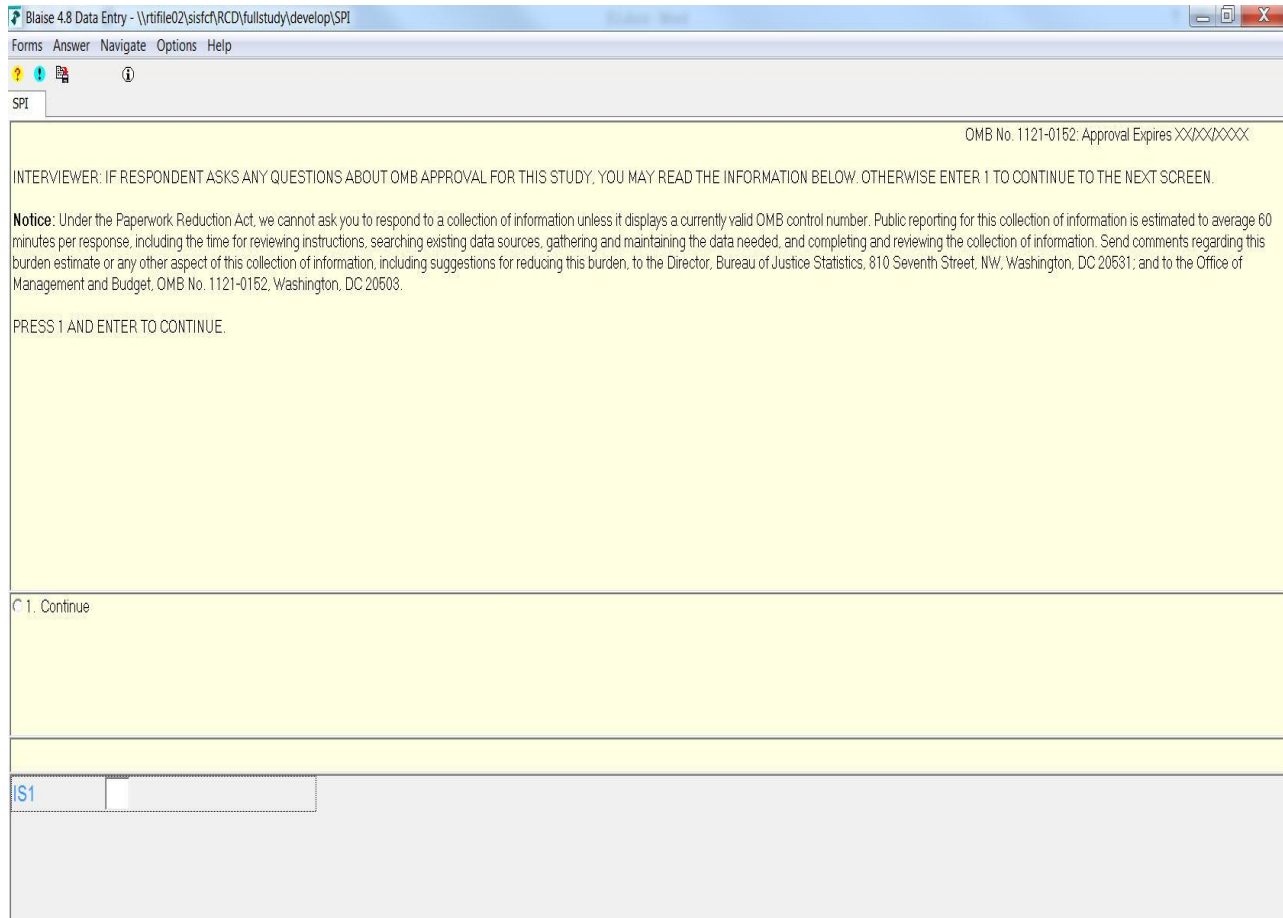 Blaise 4.8 Data Entry - \\rtifile02\sisfcf\RCD\fullstudy\develop\SPI
Forms Answer Navigate Options Help
SPI
OMB No. 1121-0152: Approval Expires XX/XX/XXXX
INTERVIEWER: IF RESPONDENT ASKS ANY QUESTIONS ABOUT OMB APPROVAL FOR THIS STUDY, YOU MAY READ THE INFORMATION BELOW. OTHERWISE ENTER 1 TO CONTINUE TO THE NEXT SCREEN.
Notice: Under the Paperwork Reduction Act, we cannot ask you to respond to a collection of information unless it displays a currently valid OMB control number. Public reporting for this collection of information is estimated to average 60
minutes per response, including the time for reviewing instructions, searching existing data sources, gathering and maintaining the data needed, and completing and reviewing the collection of information. Send comments regarding this
burden estimate or any other aspect of this collection of information, including suggestions for reducing this burden, to the Director, Bureau of Justice Statistics, 810 Seventh Street, NW, Washington, DC 20531; and to the Office of
Management and Budget, OMB No. 1121-0152, Washington, DC 20503.
PRESS 1 AND ENTER TO CONTINUE.
1. Continue
IS1